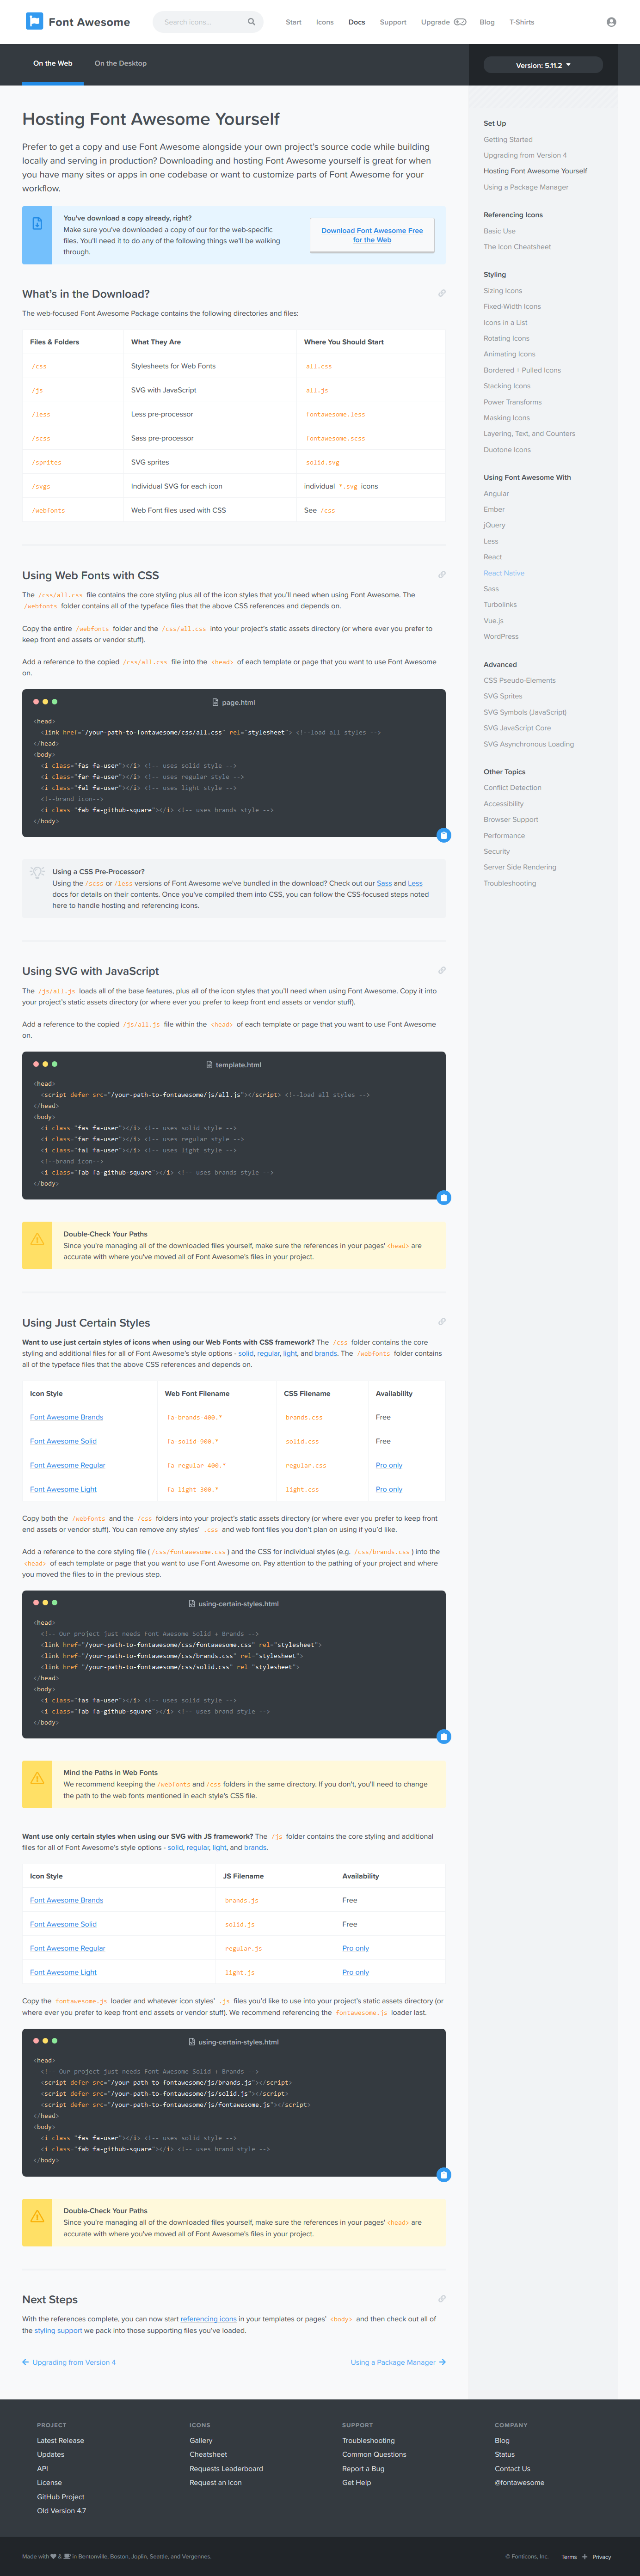 Font Awesome
Search icons...
Start Icons Docs Support Upgrade Blog T-Shirts
On the Web On the Desktop
Version: 5.11.2
Hosting Font Awesome Yourself
Prefer to get a copy and use Font Awesome alongside your own project's source code while building
locally and serving in production? Downloading and hosting Font Awesome yourself is great for when
you have many sites or apps in one codebase or want to customize parts of Font Awesome for your
workflow.
You've download a copy already, right?
Make sure you've downloaded a copy of our for the web-specific
files. You'll need it to do any of the following things we'll be walking
through.
Download Font Awesome Free
for the Web
What's in the Download?
The web-focused Font Awesome Package contains the following directories and files:
Files & Folders What They Are Where You Should Start
/css Stylesheets for Web Fonts all.css
/js SVG with JavaScript all.js
/less Less pre-processor fontawesome.less
/scss Sass pre-processor fontawesome.scss
/sprites SVG sprites solid.svg
/svgs Individual SVG for each icon individual *.svg icons
/webfonts Web Font files used with CSS See /css
Using Web Fonts with CSS
The /css/all.css file contains the core styling plus all of the icon styles that you'll need when using Font Awesome. The
/webfonts folder contains all of the typeface files that the above CSS references and depends on.
Copy the entire /webfonts folder and the /css/all.css into your project's static assets directory (or where ever you prefer to
keep front end assets or vendor stuff).
Add a reference to the copied /css/all.css file into the <head> of each template or page that you want to use Font Awesome
on.
page.html
<head>
<link href="/your-path-to-fontawesome/css/all.css" rel="stylesheet"> <!--load all styles -->
</head>
<body>
<i class="fas fa-user"></i> <!-- uses solid style -->
<i class="far fa-user"></i> <!-- uses regular style -->
<i class="fal fa-user"></i> <!-- uses light style -->
<!--brand icon-->
<i class="fab fa-github-square"></i> <!-- uses brands style -->
</body>
Using a CSS Pre-Processor?
Using the /scss or /less versions of Font Awesome we've bundled in the download? Check out our Sass and Less
docs for details on their contents. Once you've compiled them into CSS, you can follow the CSS-focused steps noted
here to handle hosting and referencing icons.
Using SVG with JavaScript
The /js/all.js loads all of the base features, plus all of the icon styles that you'll need when using Font Awesome. Copy it into
your project's static assets directory (or where ever you prefer to keep front end assets or vendor stuff).
Add a reference to the copied /js/all.js file within the <head> of each template or page that you want to use Font Awesome
on.
template.html
<head>
<script defer src="/your-path-to-fontawesome/js/all.js"></script> <!--load all styles -->
</head>
<body>
<i class="fas fa-user"></i> <!-- uses solid style -->
<i class="far fa-user"></i> <!-- uses regular style -->
<i class="fal fa-user"></i> <!-- uses light style -->
<!--brand icon-->
<i class="fab fa-github-square"></i> <!-- uses brands style -->
</body>
Double-Check Your Paths
Since you're managing all of the downloaded files yourself, make sure the references in your pages' <head> are
accurate with where you've moved all of Font Awesome's files in your project.
Using Just Certain Styles
Want to use just certain styles of icons when using our Web Fonts with CSS framework? The /css folder contains the core
styling and additional files for all of Font Awesome's style options - solid, regular, light, and brands. The /webfonts folder contains
all of the typeface files that the above CSS references and depends on.
Icon Style Web Font Filename CSS Filename Availability
Font Awesome Brands fa-brands-400.* brands.css Free
Font Awesome Solid fa-solid-900.* solid.css Free
Font Awesome Regular fa-regular-400.* regular.css Pro only
Font Awesome Light fa-light-300.* light.css Pro only
Copy both the /webfonts and the /css folders into your project's static assets directory (or where ever you prefer to keep front
end assets or vendor stuff). You can remove any styles' .css and web font files you don't plan on using if you'd like.
Add a reference to the core styling file ( /css/fontawesome.css ) and the CSS for individual styles (e.g. /css/brands.css ) into the
<head> of each template or page that you want to use Font Awesome on. Pay attention to the pathing of your project and where
you moved the files to in the previous step.
using-certain-styles.html
<head>
<!-- Our project just needs Font Awesome Solid + Brands -->
<link href="/your-path-to-fontawesome/css/fontawesome.css" rel="stylesheet">
<link href="/your-path-to-fontawesome/css/brands.css" rel="stylesheet">
<link href="/your-path-to-fontawesome/css/solid.css" rel="stylesheet">
</head>
<body>
<i class="fas fa-user"></i> <!-- uses solid style -->
<i class="fab fa-github-square"></i> <!-- uses brand style -->
</body>
Mind the Paths in Web Fonts
We recommend keeping the /webfonts and /css folders in the same directory. If you don't, you'll need to change
the path to the web fonts mentioned in each style's CSS file.
Want use only certain styles when using our SVG with JS framework? The /js folder contains the core styling and additional
files for all of Font Awesome's style options - solid, regular, light, and brands.
Icon Style JS Filename Availability
Font Awesome Brands brands.js Free
Font Awesome Solid solid.js Free
Font Awesome Regular regular.js Pro only
Font Awesome Light light.js Pro only
Copy the fontawesome.js loader and whatever icon styles' .js files you'd like to use into your project's static assets directory (or
where ever you prefer to keep front end assets or vendor stuff). We recommend referencing the fontawesome.js loader last.
using-certain-styles.html
<head>
<!-- Our project just needs Font Awesome Solid + Brands -->
<script defer src="/your-path-to-fontawesome/js/brands.js"></script>
<script defer src="/your-path-to-fontawesome/js/solid.js"></script>
<script defer src="/your-path-to-fontawesome/js/fontawesome.js"></script>
</head>
<body>
<i class="fas fa-user"></i> <!-- uses solid style -->
<i class="fab fa-github-square"></i> <!-- uses brand style -->
</body>
Double-Check Your Paths
Since you're managing all of the downloaded files yourself, make sure the references in your pages' <head> are
accurate with where you've moved all of Font Awesome's files in your project.
Next Steps
With the references complete, you can now start referencing icons in your templates or pages' <body> and then check out all of
the styling support we pack into those supporting files you've loaded.
Upgrading from Version 4 Using a Package Manager
Set Up
Getting Started
Upgrading from Version 4
Hosting Font Awesome Yourself
Using a Package Manager
Referencing Icons
Basic Use
The Icon Cheatsheet
Styling
Sizing Icons
Fixed-Width Icons
Icons in a List
Rotating Icons
Animating Icons
Bordered + Pulled Icons
Stacking Icons
Power Transforms
Masking Icons
Layering, Text, and Counters
Duotone Icons
Using Font Awesome With
Angular
Ember
jQuery
Less
React
React Native
Sass
Turbolinks
Vue.js
WordPress
Advanced
CSS Pseudo-Elements
SVG Sprites
SVG Symbols (JavaScript)
SVG JavaScript Core
SVG Asynchronous Loading
Other Topics
Conflict Detection
Accessibility
Browser Support
Performance
Security
Server Side Rendering
Troubleshooting
PROJECT
Latest Release
Updates
API
License
GitHub Project
Old Version 4.7
ICONS
Gallery
Cheatsheet
Requests Leaderboard
Request an Icon
SUPPORT
Troubleshooting
Common Questions
Report a Bug
Get Help
COMPANY
Blog
Status
Contact Us
@fontawesome
Made with & in Bentonville, Boston, Joplin, Seattle, and Vergennes.
© Fonticons, Inc. Terms + Privacy